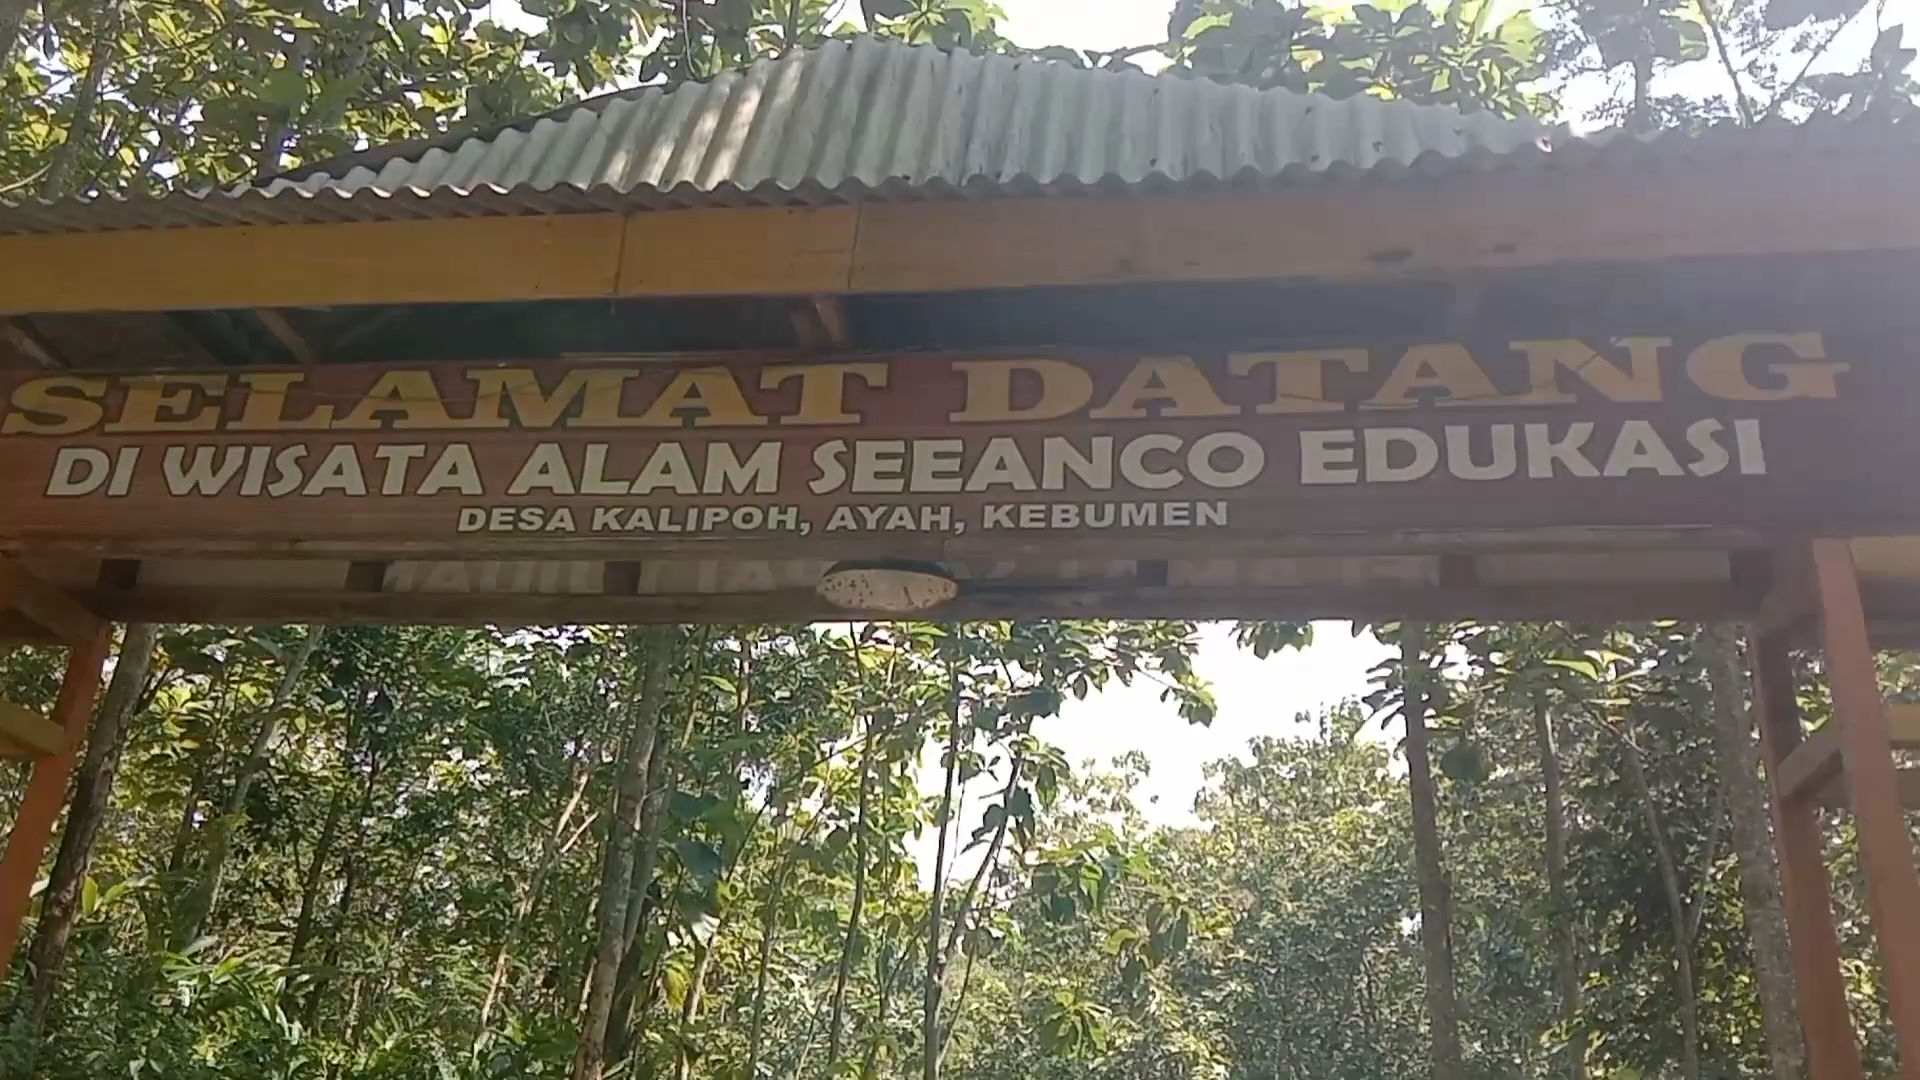 SELAMAT DATANG
DI WISATA ALAM SEEANCO EDUKASI
DESA KALIPOH, AYAH, KEBUMEN